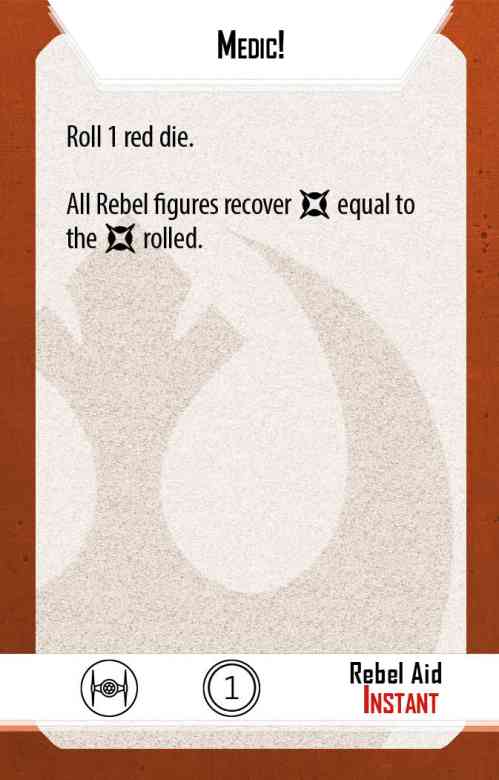 Medic!
Roll 1 red die.
All Rebel figures recover equal to
the rolled.
1
Rebel Aid
Instant